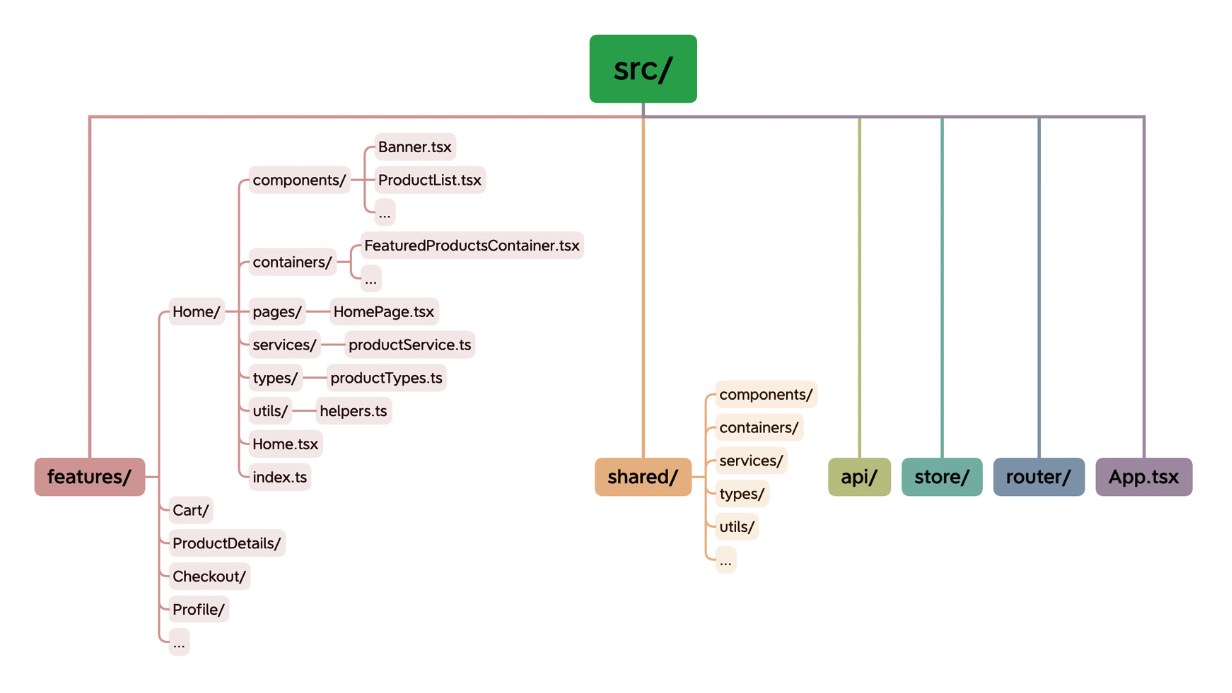 src/
Banner.tsx
components/
ProductList.tsx
...
FeaturedProductsContainer.tsx
containers/
...
Home/
pages/
HomePage.tsx
services/
productService.ts
types/
productTypes.ts
utils/
helpers.ts
Home.tsx
index.ts
features/
Cart/
ProductDetails/
Checkout/
Profile/
...
shared/
components/
containers/
services/
types/
utils/
...
api/
store/
router/
App.tsx